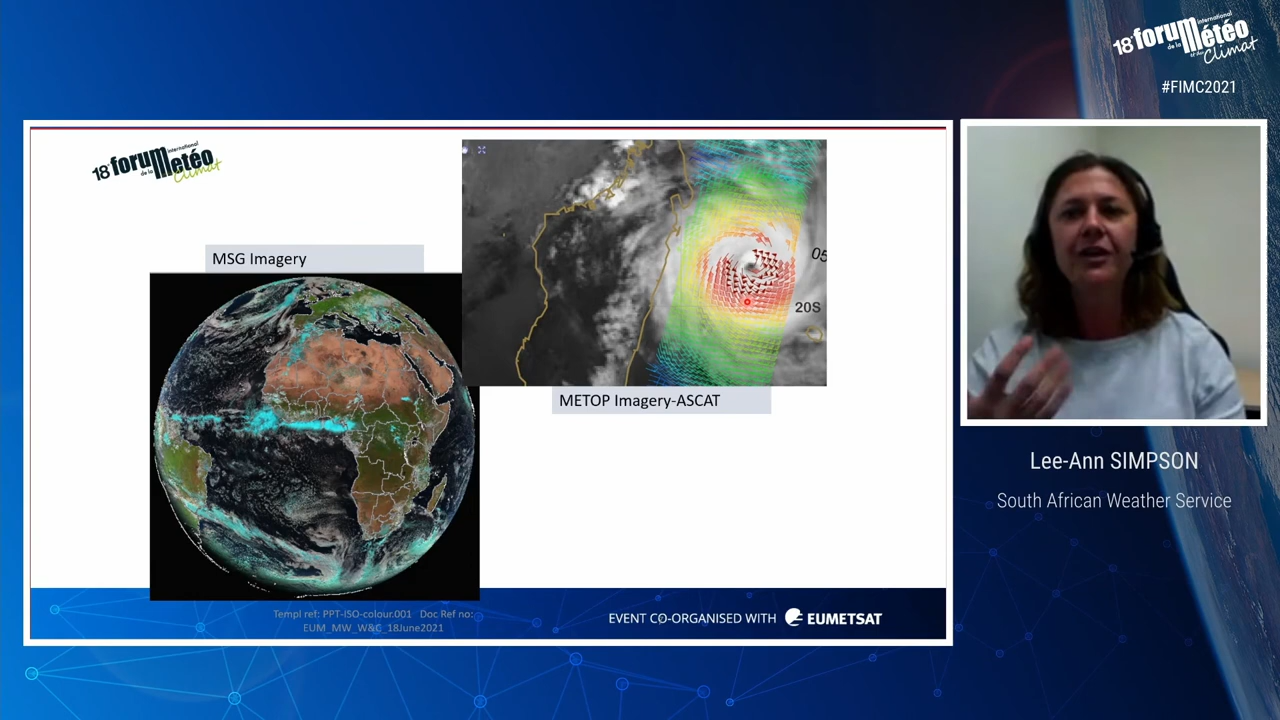 18e forum international
de la météo
et du climat
#FIMC2021
18e forum international
de la météo
climat
MSG Imagery
05
20S
METOP Imagery-ASCAT
Lee-Ann SIMPSON
South African Weather Service
Templ ref: PPT-ISO-colour.001 Doc Ref no:
EUM_MW_W&C_18June2021
EVENT CO-ORGANISED WITH EUMETSAT